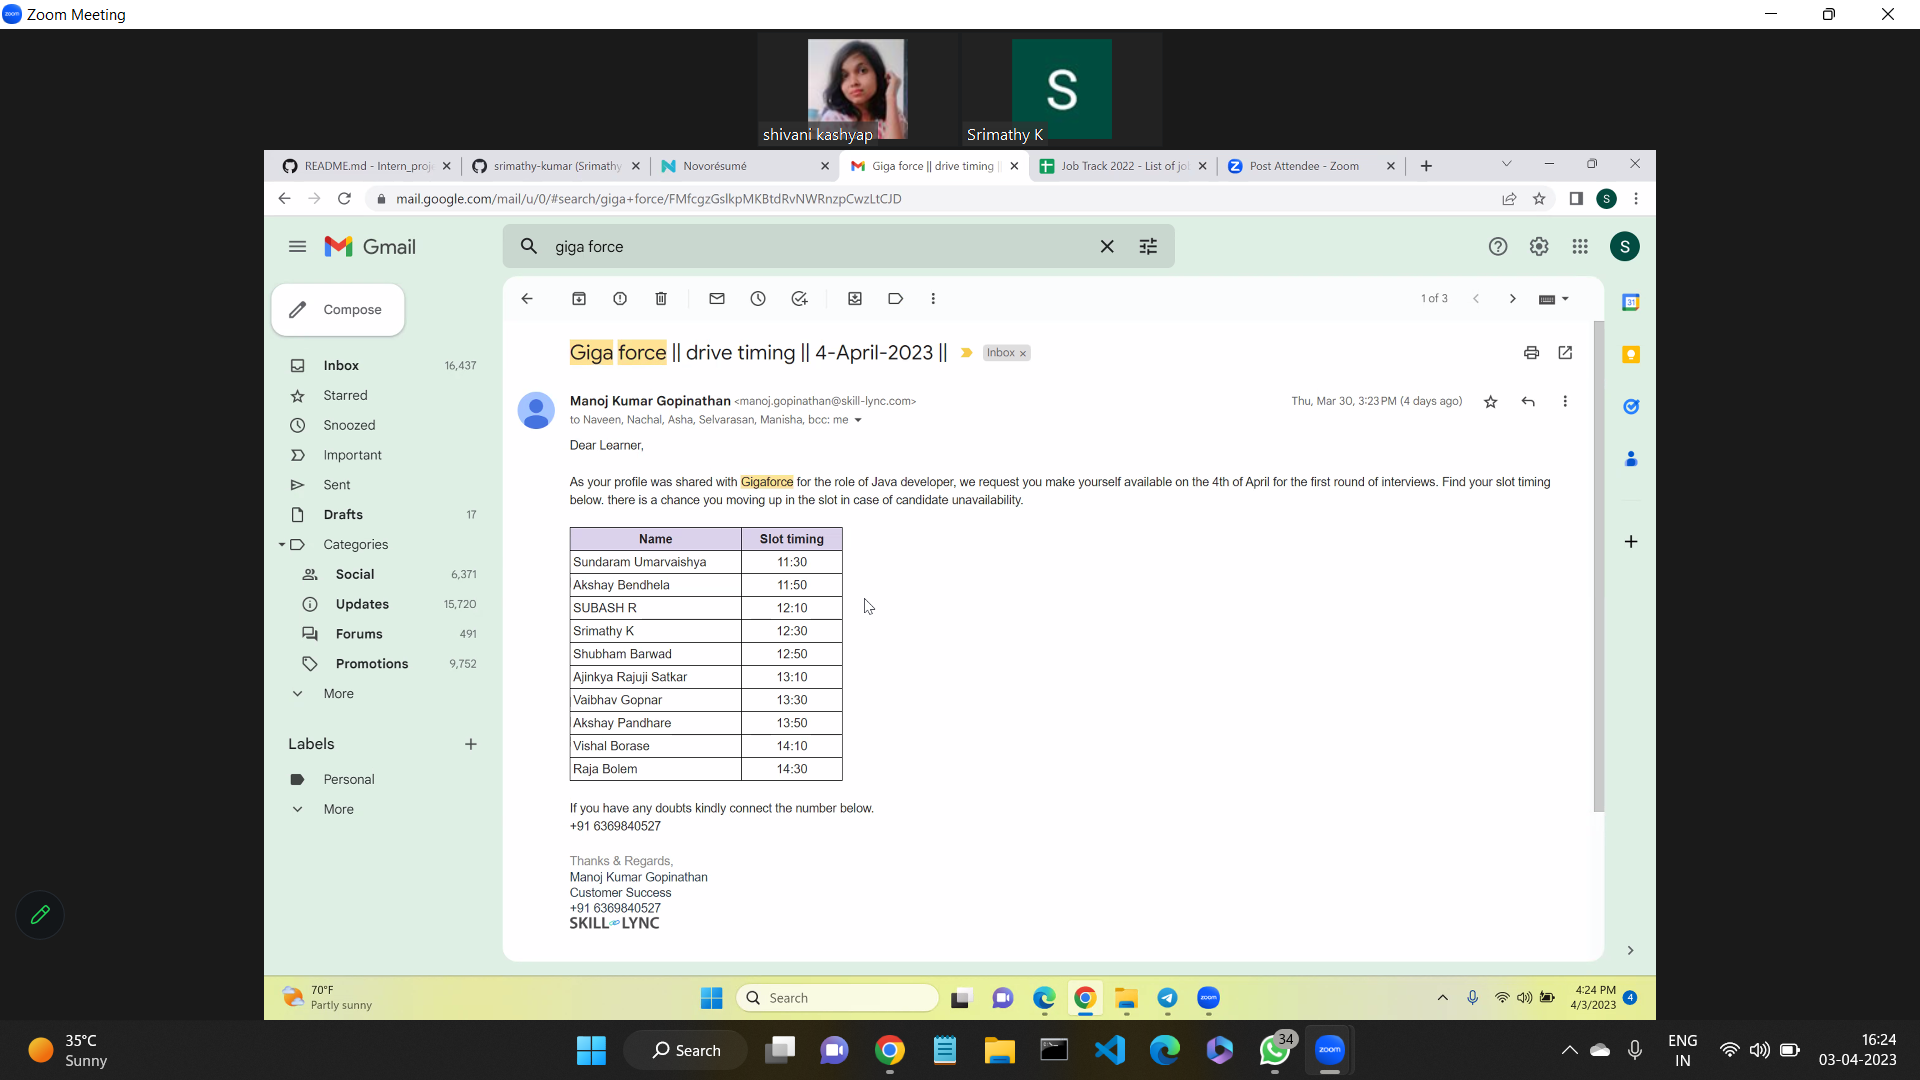 Zoom Meeting
shivani kashyap
S
Srimathy K
README.md - Intern_proj
srimathy-kumar (Srimathy
Novorésumé
Giga force || drive timing |
Job Track 2022 - List of jo
Post Attendee - Zoom
mail.google.com/mail/u/0/#search/giga+force/FMfcgzGslkpMKBtdRvNWRnzpCwzLtCJD
S
Gmail
giga force
S
Compose
1 of 3
31
Inbox 16,437
Starred
Snoozed
Important
Sent
Drafts 17
Categories
Social 6,371
Updates 15,720
Forums 491
Promotions 9,752
More
Labels
Personal
More
Giga force || drive timing || 4-April-2023 ||
Inbox x
Manoj Kumar Gopinathan <manoj.gopinathan@skill-lync.com>
Thu, Mar 30, 3:23 PM (4 days ago)
to Naveen, Nachal, Asha, Selvarasan, Manisha, bcc: me
Dear Learner,
As your profile was shared with Gigaforce for the role of Java developer, we request you make yourself available on the 4th of April for the first round of interviews. Find your slot timing
below. there is a chance you moving up in the slot in case of candidate unavailability.
Name Slot timing
Sundaram Umarvaishya 11:30
Akshay Bendhela 11:50
SUBASH R 12:10
Srimathy K 12:30
Shubham Barwad 12:50
Ajinkya Rajuji Satkar 13:10
Vaibhav Gopnar 13:30
Akshay Pandhare 13:50
Vishal Borase 14:10
Raja Bolem 14:30
If you have any doubts kindly connect the number below.
+91 6369840527
Thanks & Regards,
Manoj Kumar Gopinathan
Customer Success
+91 6369840527
SKILL LYNC
70°F
Partly sunny
Search
zoom
4:24 PM
4/3/2023
4
35°C
Sunny
Search
34
zoom
ENG
IN
16:24
03-04-2023